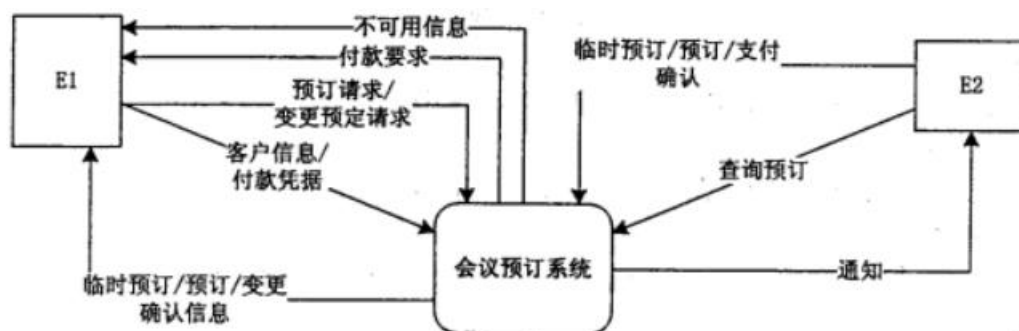 不可用信息
付款要求
E1
预订请求/
变更预定请求
客户信息/
付款凭据
临时预订/预订/变更
确认信息
会议预订系统
临时预订/预订/支付
确认
E2
查询预订
通知